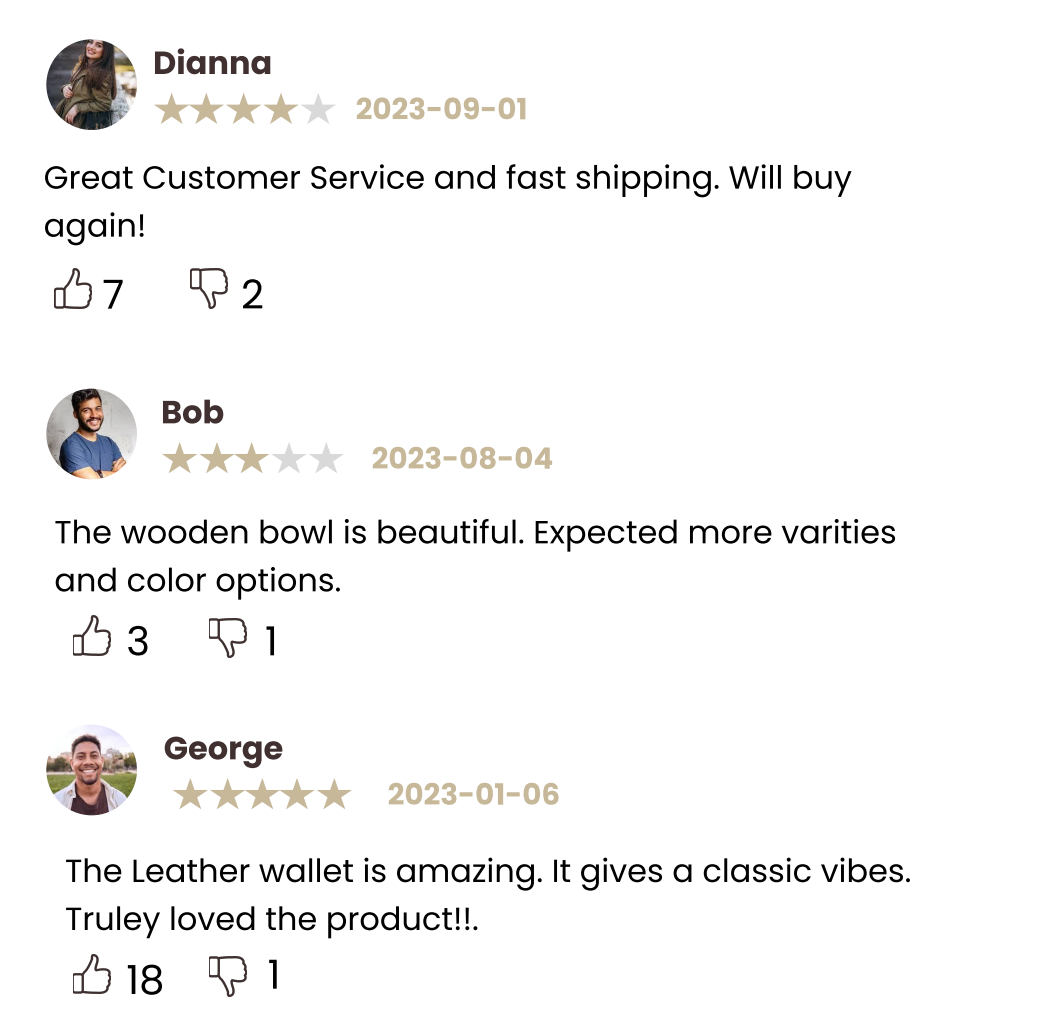 Dianna
2023-09-01
Great Customer Service and fast shipping. Will buy
again!
7 2
Bob
2023-08-04
The wooden bowl is beautiful. Expected more varities
and color options.
3 1
George
2023-01-06
The Leather wallet is amazing. It gives a classic vibes.
Truley loved the product!!.
18 1